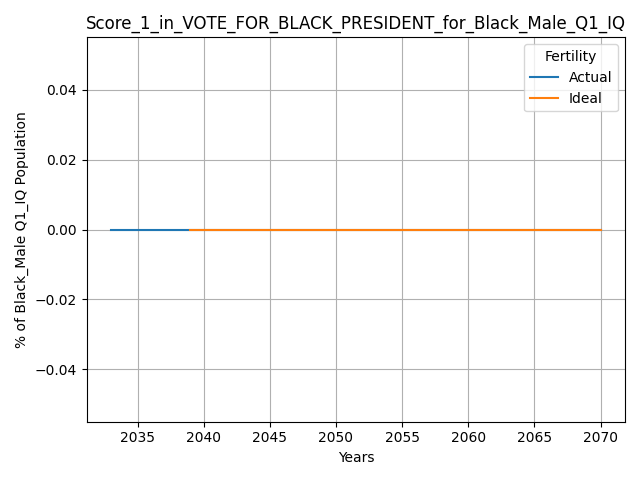 Score_1_in_VOTE_FOR_BLACK_PRESIDENT_for_Black_Male_Q1_IQ
Fertility
Actual
Ideal
% of Black_Male Q1_IQ Population
0.04
0.02
0.00
−0.02
−0.04
2035 2040 2045 2050 2055 2060 2065 2070
Years